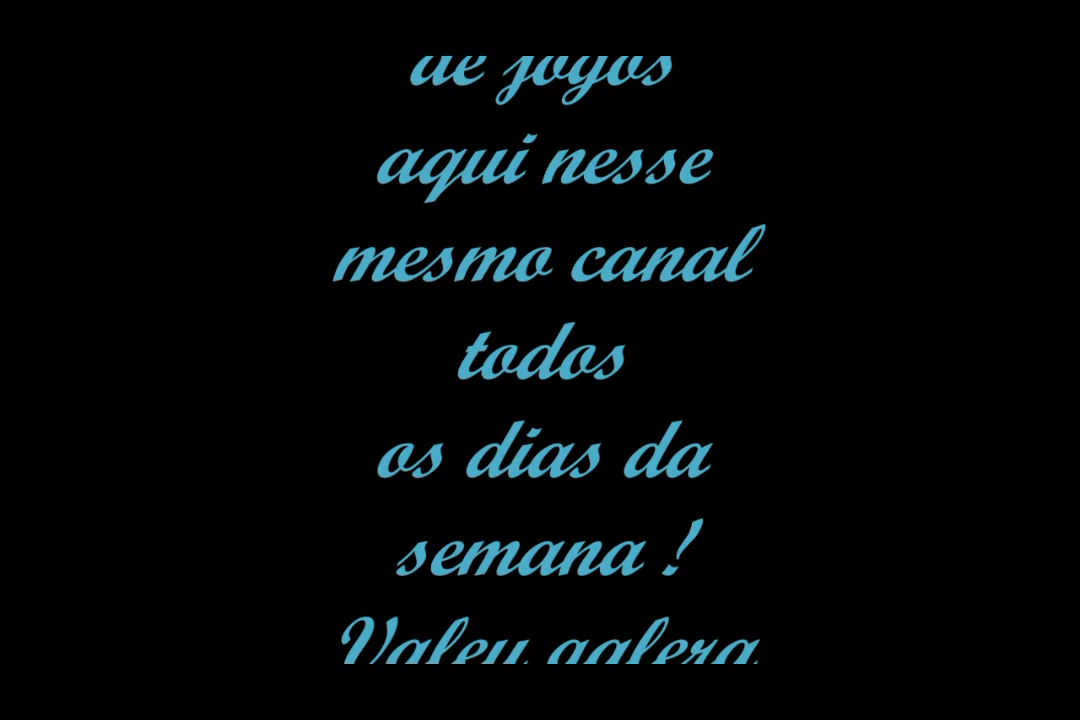 de jogos
aqui nesse
mesmo canal
todos
os dias da
semana !
Valeu galera